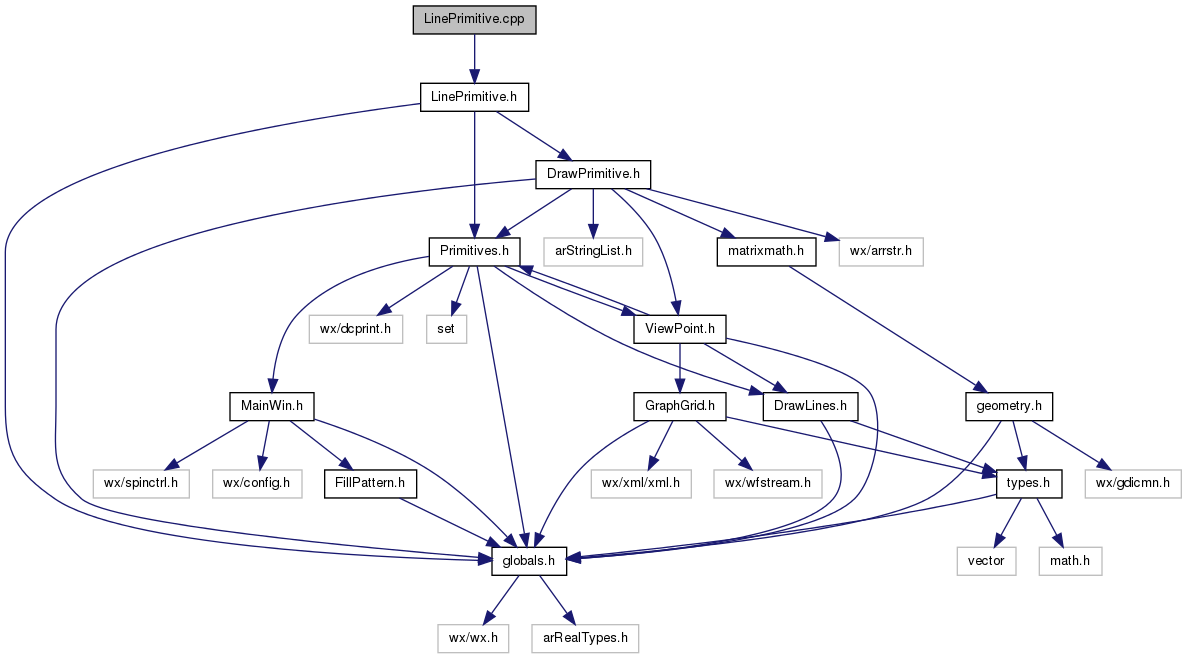 LinePrimitive.cpp
LinePrimitive.h
DrawPrimitive.h
Primitives.h
arStringList.h
matrixmath.h
wx/arrstr.h
wx/dcprint.h
set
ViewPoint.h
MainWin.h
GraphGrid.h
DrawLines.h
geometry.h
wx/spinctrl.h
wx/config.h
FillPattern.h
wx/xml/xml.h
wx/wfstream.h
types.h
wx/gdicmn.h
globals.h
vector
math.h
wx/wx.h
arRealTypes.h